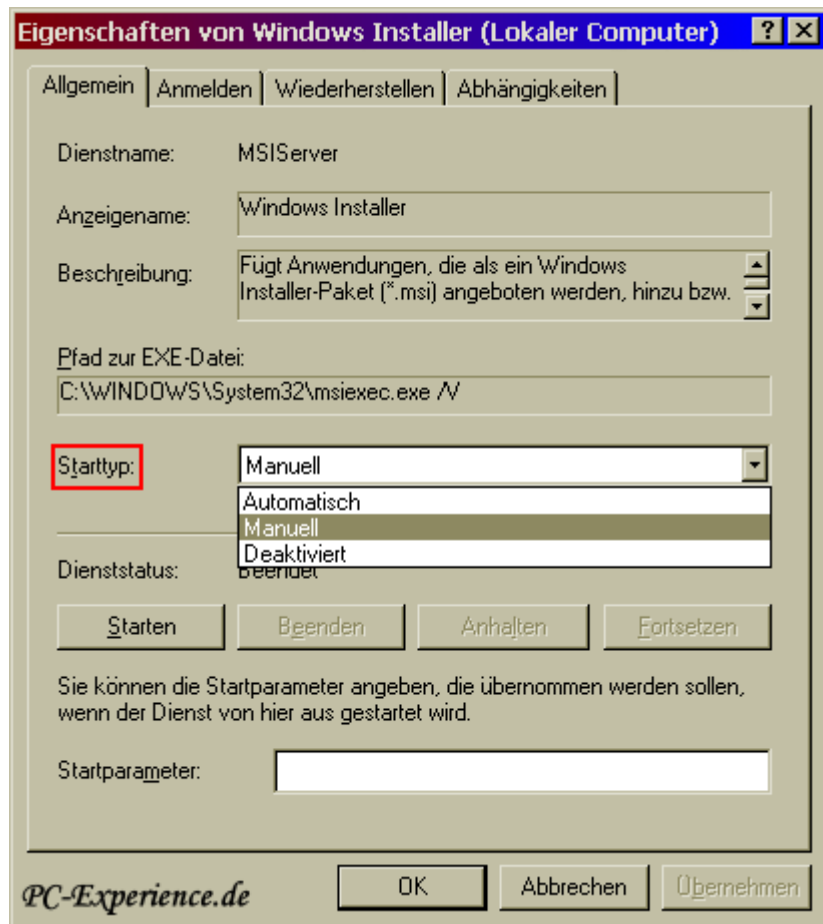 Eigenschaften von Windows Installer (Lokaler Computer) ? X
Allgemein Anmelden Wiederherstellen Abhängigkeiten
Dienstname: MSIServer
Anzeigename: Windows Installer
Beschreibung: Fügt Anwendungen, die als ein Windows
Installer-Paket (*.msi) angeboten werden, hinzu bzw.
Pfad zur EXE-Datei:
C:\WINDOWS\System32\msiexec.exe /V
Starttyp: Manuell
Automatisch
Manuell
Deaktiviert
Dienststatus: Beendet
Starten Beenden Anhalten Fortsetzen
Sie können die Startparameter angeben, die übernommen werden sollen,
wenn der Dienst von hier aus gestartet wird.
Startparameter:
PC-Experience.de OK Abbrechen Übernehmen